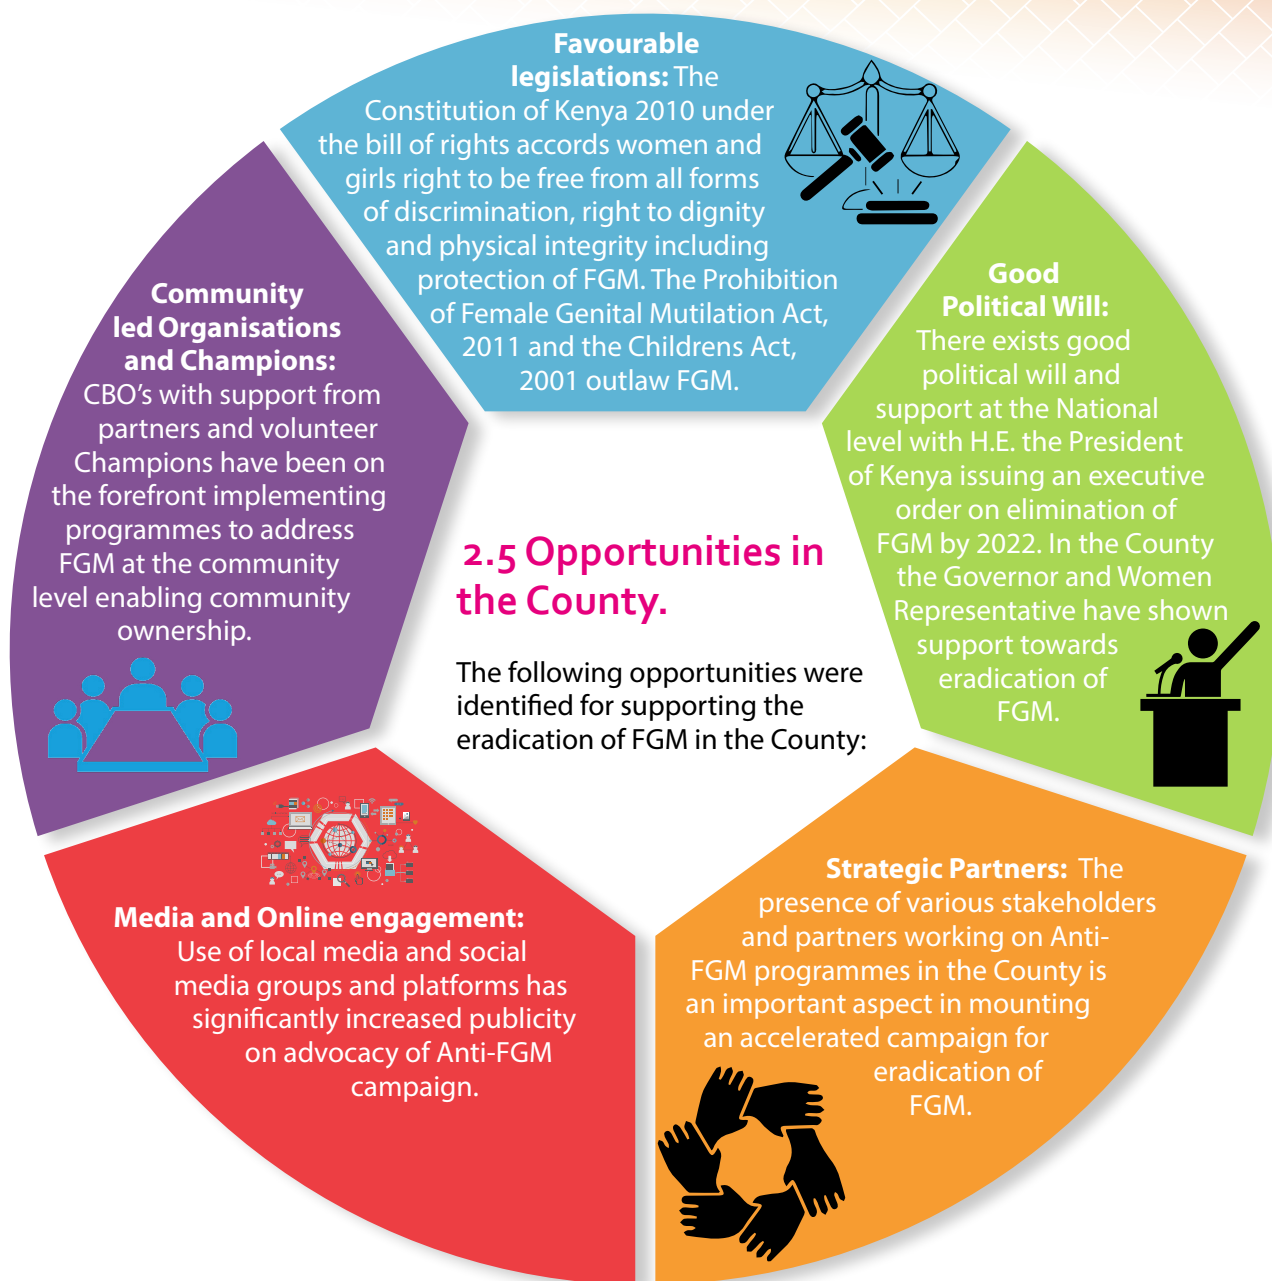 Favourable
legislations: The
Constitution of Kenya 2010 under
the bill of rights accords women and
girls right to be free from all forms
of discrimination, right to dignity
and physical integrity including
protection of FGM. The Prohibition
of Female Genital Mutilation Act,
2011 and the Childrens Act,
2001 outlaw FGM.
Good
Political Will:
There exists good
political will and
support at the National
level with H.E. the President
of Kenya issuing an executive
order on elimination of
FGM by 2022. In the County
the Governor and Women
Representative have shown
support towards
eradication of
FGM.
Community
led Organisations
and Champions:
CBO's with support from
partners and volunteer
Champions have been on
the forefront implementing
programmes to address
FGM at the community
level enabling community
ownership.
2.5 Opportunities in
the County.
The following opportunities were
identified for supporting the
eradication of FGM in the County:
Strategic Partners: The
presence of various stakeholders
and partners working on Anti-
FGM programmes in the County is
an important aspect in mounting
an accelerated campaign for
eradication of
FGM.
Media and Online engagement:
Use of local media and social
media groups and platforms has
significantly increased publicity
on advocacy of Anti-FGM
campaign.